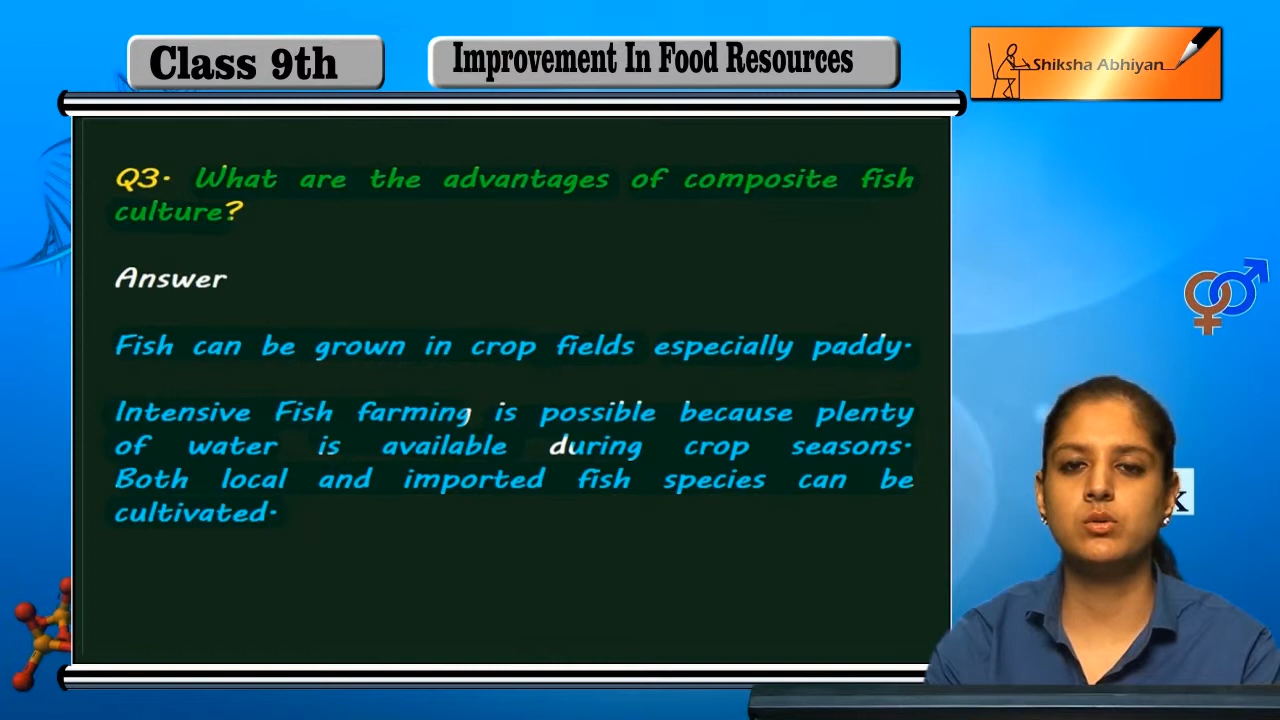 Class 9th
Improvement In Food Resources
Shiksha Abhiyan
Q3. What are the advantages of composite fish
culture?
Answer
Fish can be grown in crop fields especially paddy.
Intensive Fish farming is possible because plenty
of water is available during crop seasons.
Both local and imported fish species can be
cultivated.